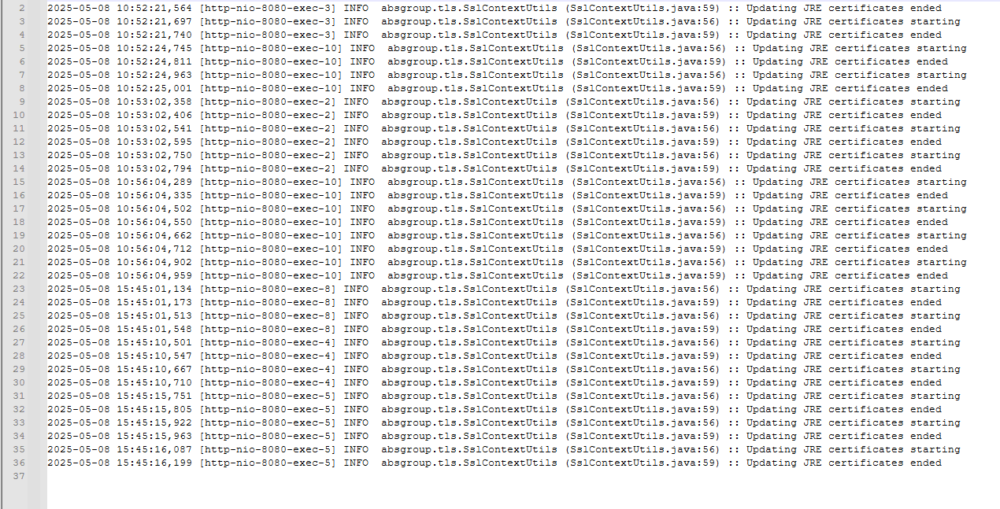 2 2025-05-08 10:52:21,564 [http-nio-8080-exec-3] INFO  absgroup.tls.SslContextUtils (SslContextUtils.java:59) :: Updating JRE certificates ended
3 2025-05-08 10:52:21,697 [http-nio-8080-exec-3] INFO  absgroup.tls.SslContextUtils (SslContextUtils.java:56) :: Updating JRE certificates starting
4 2025-05-08 10:52:21,740 [http-nio-8080-exec-3] INFO  absgroup.tls.SslContextUtils (SslContextUtils.java:59) :: Updating JRE certificates ended
5 2025-05-08 10:52:24,745 [http-nio-8080-exec-10] INFO  absgroup.tls.SslContextUtils (SslContextUtils.java:56) :: Updating JRE certificates starting
6 2025-05-08 10:52:24,811 [http-nio-8080-exec-10] INFO  absgroup.tls.SslContextUtils (SslContextUtils.java:59) :: Updating JRE certificates ended
7 2025-05-08 10:52:24,963 [http-nio-8080-exec-10] INFO  absgroup.tls.SslContextUtils (SslContextUtils.java:56) :: Updating JRE certificates starting
8 2025-05-08 10:52:25,001 [http-nio-8080-exec-10] INFO  absgroup.tls.SslContextUtils (SslContextUtils.java:59) :: Updating JRE certificates ended
9 2025-05-08 10:53:02,358 [http-nio-8080-exec-2] INFO  absgroup.tls.SslContextUtils (SslContextUtils.java:56) :: Updating JRE certificates starting
10 2025-05-08 10:53:02,406 [http-nio-8080-exec-2] INFO  absgroup.tls.SslContextUtils (SslContextUtils.java:59) :: Updating JRE certificates ended
11 2025-05-08 10:53:02,541 [http-nio-8080-exec-2] INFO  absgroup.tls.SslContextUtils (SslContextUtils.java:56) :: Updating JRE certificates starting
12 2025-05-08 10:53:02,595 [http-nio-8080-exec-2] INFO  absgroup.tls.SslContextUtils (SslContextUtils.java:59) :: Updating JRE certificates ended
13 2025-05-08 10:53:02,750 [http-nio-8080-exec-2] INFO  absgroup.tls.SslContextUtils (SslContextUtils.java:56) :: Updating JRE certificates starting
14 2025-05-08 10:53:02,794 [http-nio-8080-exec-2] INFO  absgroup.tls.SslContextUtils (SslContextUtils.java:59) :: Updating JRE certificates ended
15 2025-05-08 10:56:04,289 [http-nio-8080-exec-10] INFO  absgroup.tls.SslContextUtils (SslContextUtils.java:56) :: Updating JRE certificates starting
16 2025-05-08 10:56:04,335 [http-nio-8080-exec-10] INFO  absgroup.tls.SslContextUtils (SslContextUtils.java:59) :: Updating JRE certificates ended
17 2025-05-08 10:56:04,502 [http-nio-8080-exec-10] INFO  absgroup.tls.SslContextUtils (SslContextUtils.java:56) :: Updating JRE certificates starting
18 2025-05-08 10:56:04,550 [http-nio-8080-exec-10] INFO  absgroup.tls.SslContextUtils (SslContextUtils.java:59) :: Updating JRE certificates ended
19 2025-05-08 10:56:04,662 [http-nio-8080-exec-10] INFO  absgroup.tls.SslContextUtils (SslContextUtils.java:56) :: Updating JRE certificates starting
20 2025-05-08 10:56:04,712 [http-nio-8080-exec-10] INFO  absgroup.tls.SslContextUtils (SslContextUtils.java:59) :: Updating JRE certificates ended
21 2025-05-08 10:56:04,902 [http-nio-8080-exec-10] INFO  absgroup.tls.SslContextUtils (SslContextUtils.java:56) :: Updating JRE certificates starting
22 2025-05-08 10:56:04,959 [http-nio-8080-exec-10] INFO  absgroup.tls.SslContextUtils (SslContextUtils.java:59) :: Updating JRE certificates ended
23 2025-05-08 15:45:01,134 [http-nio-8080-exec-8] INFO  absgroup.tls.SslContextUtils (SslContextUtils.java:56) :: Updating JRE certificates starting
24 2025-05-08 15:45:01,173 [http-nio-8080-exec-8] INFO  absgroup.tls.SslContextUtils (SslContextUtils.java:59) :: Updating JRE certificates ended
25 2025-05-08 15:45:01,513 [http-nio-8080-exec-8] INFO  absgroup.tls.SslContextUtils (SslContextUtils.java:56) :: Updating JRE certificates starting
26 2025-05-08 15:45:01,548 [http-nio-8080-exec-8] INFO  absgroup.tls.SslContextUtils (SslContextUtils.java:59) :: Updating JRE certificates ended
27 2025-05-08 15:45:10,501 [http-nio-8080-exec-4] INFO  absgroup.tls.SslContextUtils (SslContextUtils.java:56) :: Updating JRE certificates starting
28 2025-05-08 15:45:10,547 [http-nio-8080-exec-4] INFO  absgroup.tls.SslContextUtils (SslContextUtils.java:59) :: Updating JRE certificates ended
29 2025-05-08 15:45:10,667 [http-nio-8080-exec-4] INFO  absgroup.tls.SslContextUtils (SslContextUtils.java:56) :: Updating JRE certificates starting
30 2025-05-08 15:45:10,710 [http-nio-8080-exec-4] INFO  absgroup.tls.SslContextUtils (SslContextUtils.java:59) :: Updating JRE certificates ended
31 2025-05-08 15:45:15,751 [http-nio-8080-exec-5] INFO  absgroup.tls.SslContextUtils (SslContextUtils.java:56) :: Updating JRE certificates starting
32 2025-05-08 15:45:15,805 [http-nio-8080-exec-5] INFO  absgroup.tls.SslContextUtils (SslContextUtils.java:59) :: Updating JRE certificates ended
33 2025-05-08 15:45:15,922 [http-nio-8080-exec-5] INFO  absgroup.tls.SslContextUtils (SslContextUtils.java:56) :: Updating JRE certificates starting
34 2025-05-08 15:45:15,963 [http-nio-8080-exec-5] INFO  absgroup.tls.SslContextUtils (SslContextUtils.java:59) :: Updating JRE certificates ended
35 2025-05-08 15:45:16,087 [http-nio-8080-exec-5] INFO  absgroup.tls.SslContextUtils (SslContextUtils.java:56) :: Updating JRE certificates starting
36 2025-05-08 15:45:16,199 [http-nio-8080-exec-5] INFO  absgroup.tls.SslContextUtils (SslContextUtils.java:59) :: Updating JRE certificates ended
37